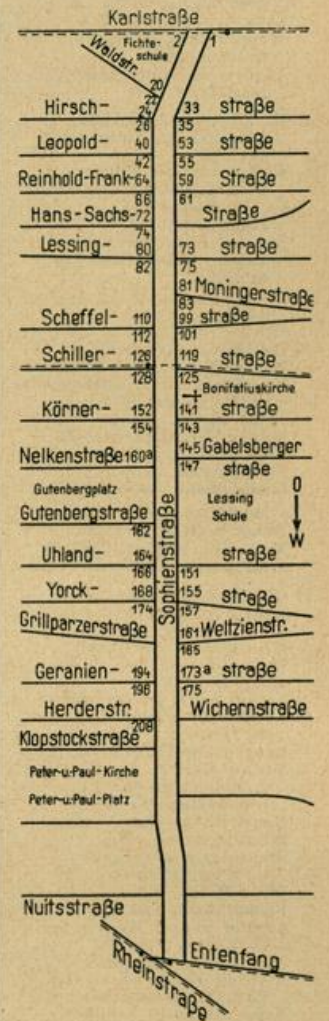 Karlstraße
Fichte-
schule
2 1
Waldstr.
20
22
24
Hirsch- 33 straße
26 35
Leopold- 40 53 straße
42 55
Reinhold-Frank-64 59 Straße
66 61
Hans-Sachs-72 Straße
74
Lessing- 80 73 straße
82 75
81 Moningerstraße
83
Scheffel- 110 99 straße
112 101
Schiller- 126 119 straße
128 125
Bonifatiuskirche
Körner- 152 141 straße
154 143
Nelkenstraße 160a 145 Gabelsberger
147 straße
Gutenbergplatz
Lessing
Schule
O
W
Gutenbergstraße
162
Sophienstraße
Uhland- 164 straße
166 151
Yorck- 168 155 straße
174 157
Grillparzerstraße 161 Weltzienstr.
165
Geranien- 194 173a straße
196 175
Herderstr. Wichernstraße
Klopstockstraße 208
Peter-u.Paul-Kirche
Peter-u-Paul-Platz
Nuitsstraße
Entenfang
Rheinstraße